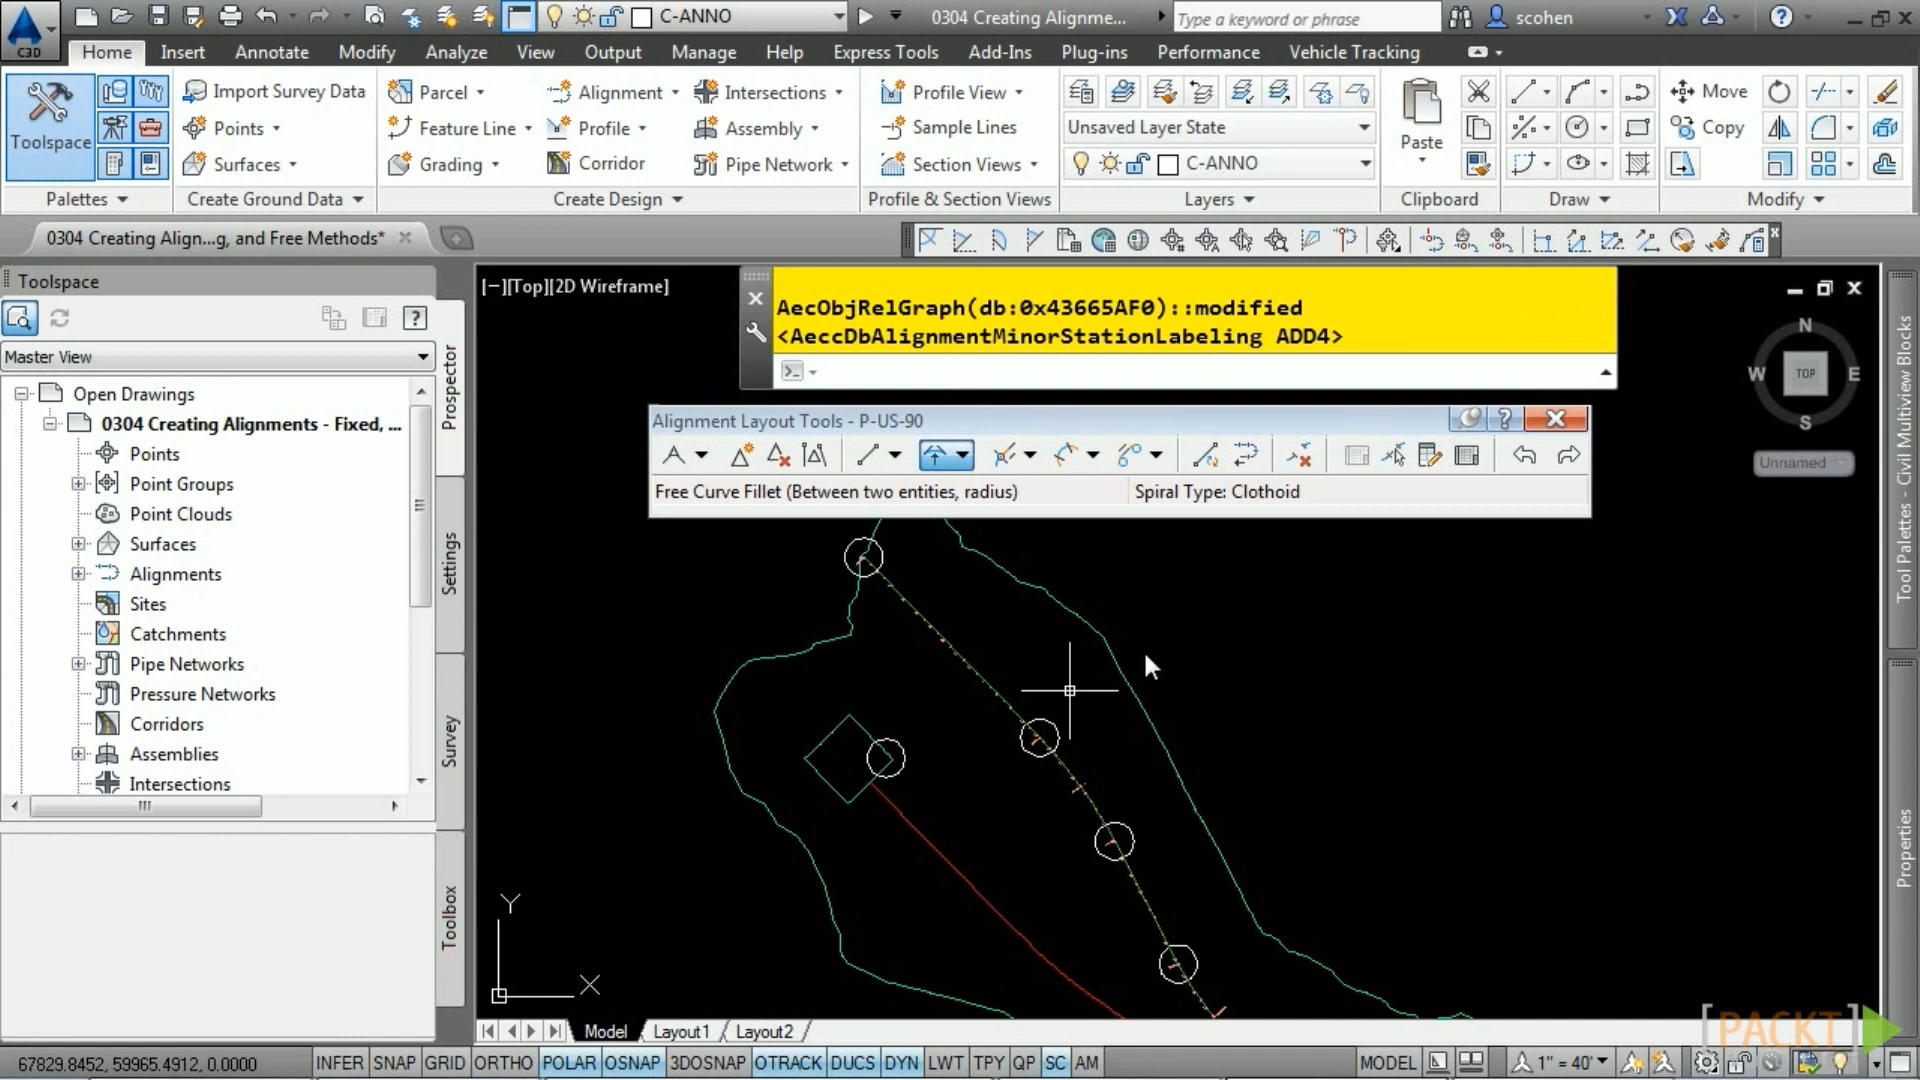 C3D
C-ANNO
0304 Creating Alignme...
Type a keyword or phrase
scohen
Home Insert Annotate Modify Analyze View Output Manage Help Express Tools Add-Ins Plug-ins Performance Vehicle Tracking
Toolspace
Import Survey Data
Points
Surfaces
Parcel
Feature Line
Grading
Alignment
Profile
Corridor
Intersections
Assembly
Pipe Network
Profile View
Sample Lines
Section Views
Unsaved Layer State
C-ANNO
Paste
Move
Copy
Palettes
Create Ground Data
Create Design
Profile & Section Views
Layers
Clipboard
Draw
Modify
0304 Creating Align...g, and Free Methods*
Toolspace
Master View
Open Drawings
0304 Creating Alignments - Fixed, ...
Points
Point Groups
Point Clouds
Surfaces
Alignments
Sites
Catchments
Pipe Networks
Pressure Networks
Corridors
Assemblies
Intersections
Prospector
Settings
Survey
Toolbox
[−][Top][2D Wireframe]
AecObjRelGraph(db:0x43665AF0)::modified
<AeccDbAlignmentMinorStationLabeling ADD4>
Alignment Layout Tools - P-US-90
Free Curve Fillet (Between two entities, radius)
Spiral Type: Clothoid
N
W TOP E
S
Unnamed
Tool Palettes - Civil Multiview Blocks
Properties
Y
X
Model Layout1 Layout2
[PACKT]
67829.8452, 59965.4912, 0.0000
INFER SNAP GRID ORTHO POLAR OSNAP 3DOSNAP OTRACK DUCS DYN LWT TPY QP SC AM
MODEL
1" = 40'